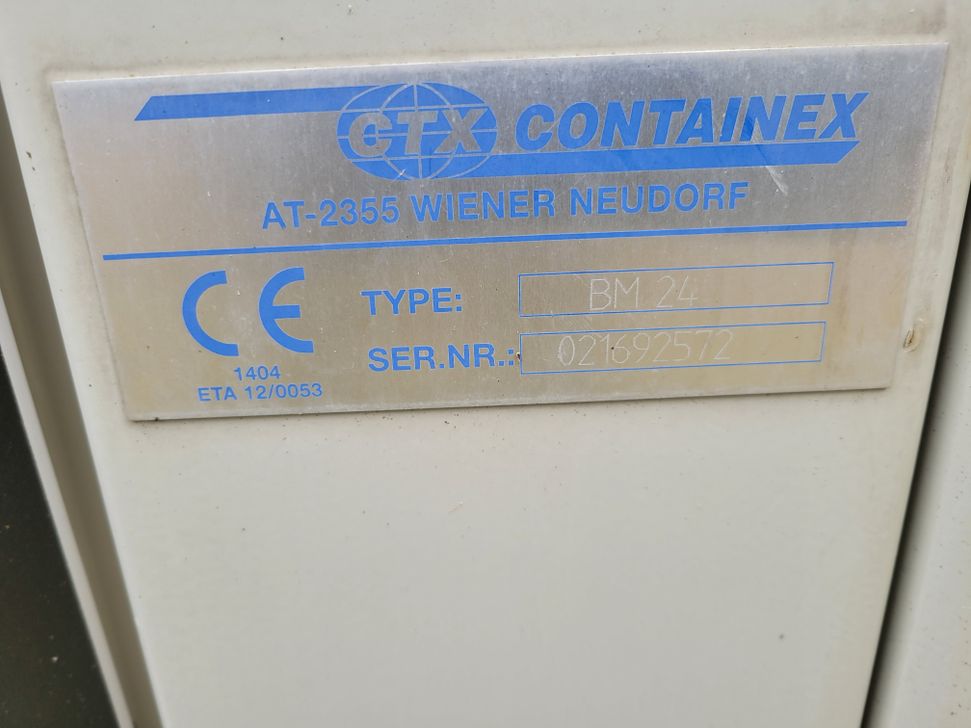 CTX CONTAINEX
AT-2355 WIENER NEUDORF
CE TYPE: BM 24
SER.NR.: 021692572
1404
ETA 12/0053